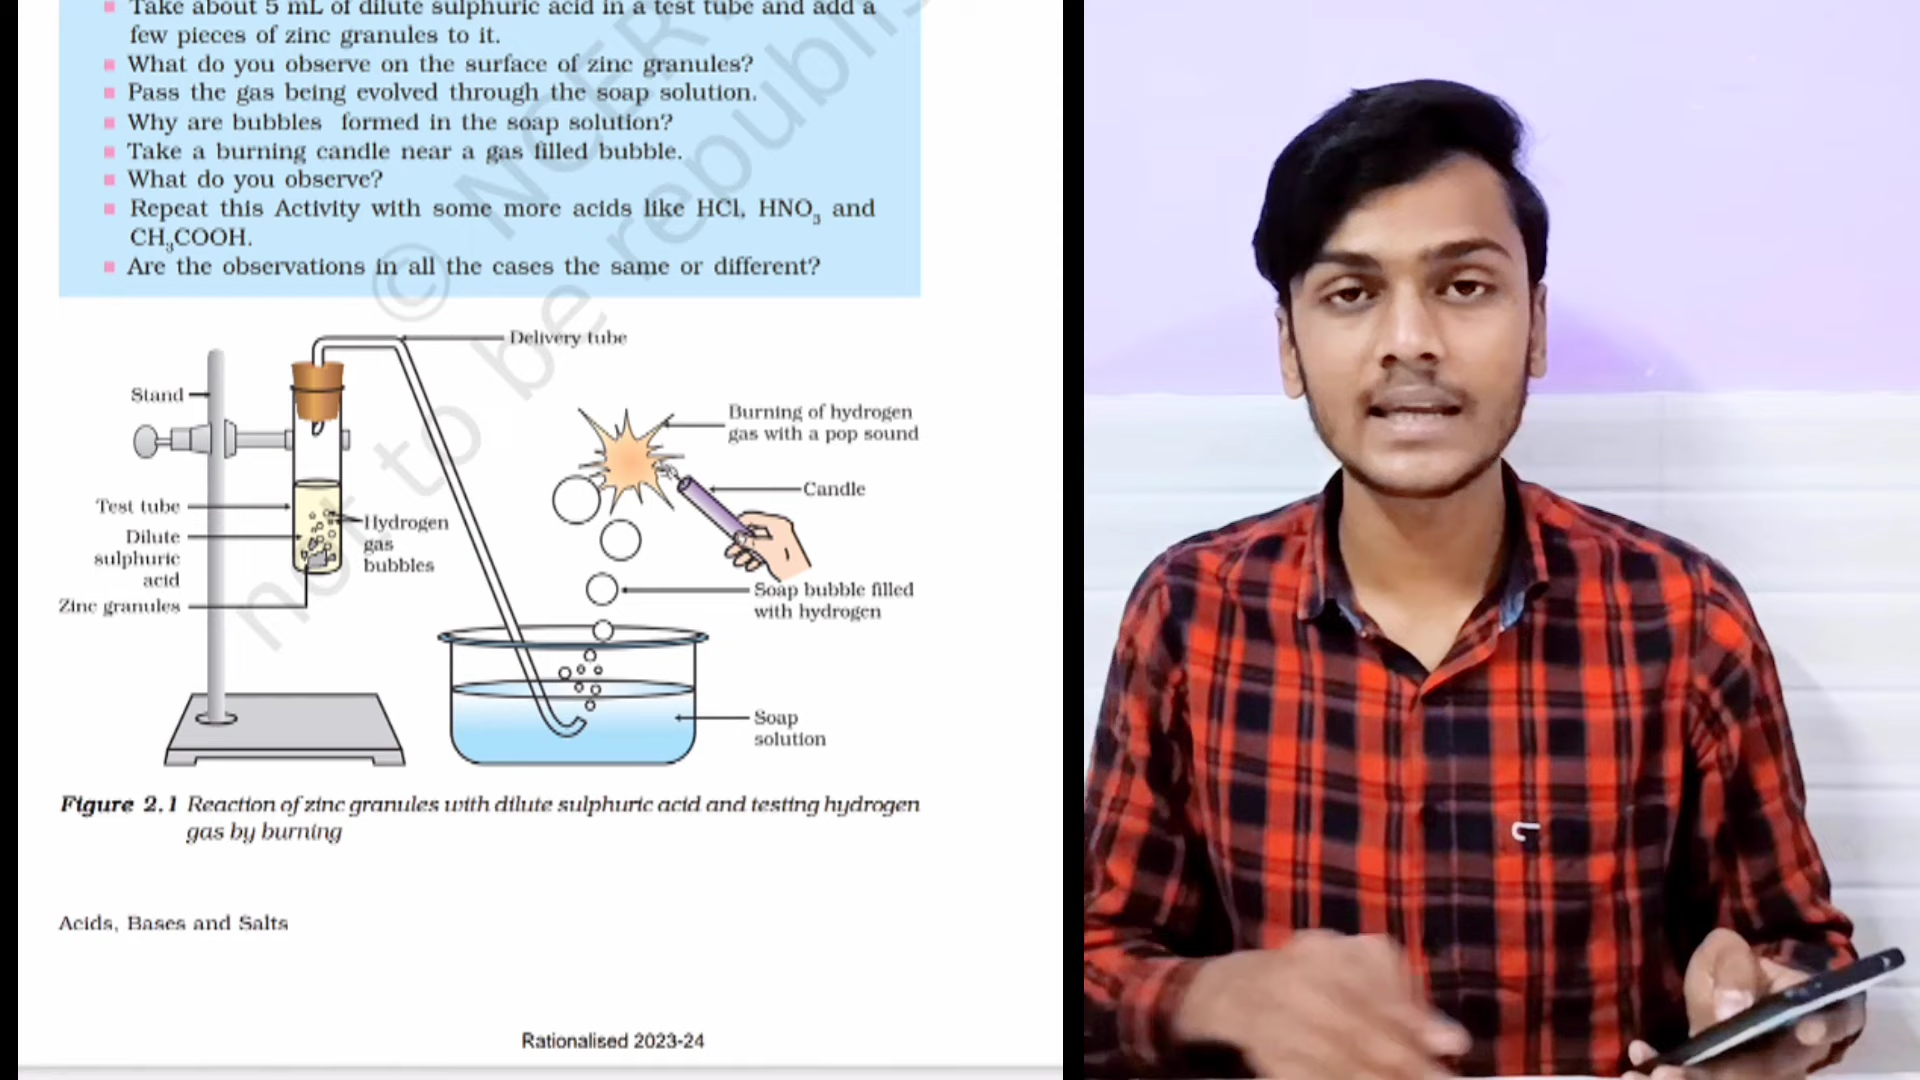 Take about 5 mL of dilute sulphuric acid in a test tube and add a
few pieces of zinc granules to it.
What do you observe on the surface of zinc granules?
Pass the gas being evolved through the soap solution.
Why are bubbles formed in the soap solution?
Take a burning candle near a gas filled bubble.
What do you observe?
Repeat this Activity with some more acids like HCl, HNO₃ and
CH₃COOH.
Are the observations in all the cases the same or different?
Delivery tube
Stand
Burning of hydrogen
gas with a pop sound
Candle
Test tube
Hydrogen
gas
bubbles
Dilute
sulphuric
acid
Zinc granules
Soap bubble filled
with hydrogen
Soap
solution
Figure 2.1 Reaction of zinc granules with dilute sulphuric acid and testing hydrogen
gas by burning
Acids, Bases and Salts
Rationalised 2023-24
© NCER
not to be republis